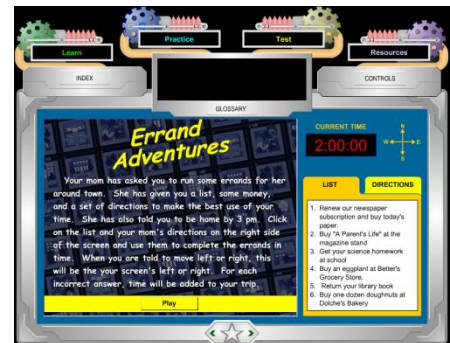 Learn
Practice
Test
Resources
INDEX
CONTROLS
GLOSSARY
Errand
Adventures
Your mom has asked you to run some errands for her
around town. She has given you a list, some money,
and a set of directions to make the best use of your
time. She has also told you to be home by 3 pm. Click
on the list and your mom's directions on the right side
of the screen and use them to complete the errands in
time. When you are told to move left or right, this
will be the your screen's left or right. For each
incorrect answer, time will be added to your trip.
Play
CURRENT TIME
2:00:00
N
W
E
S
LIST
DIRECTIONS
1. Renew our newspaper
subscription and buy today's
paper.
2. Buy "A Parent's Life" at the
magazine stand
3. Get your science homework
at school
4. Buy an eggplant at Better's
Grocery Store.
5. Return your library book
6. Buy one dozen doughnuts at
Dolche's Bakery